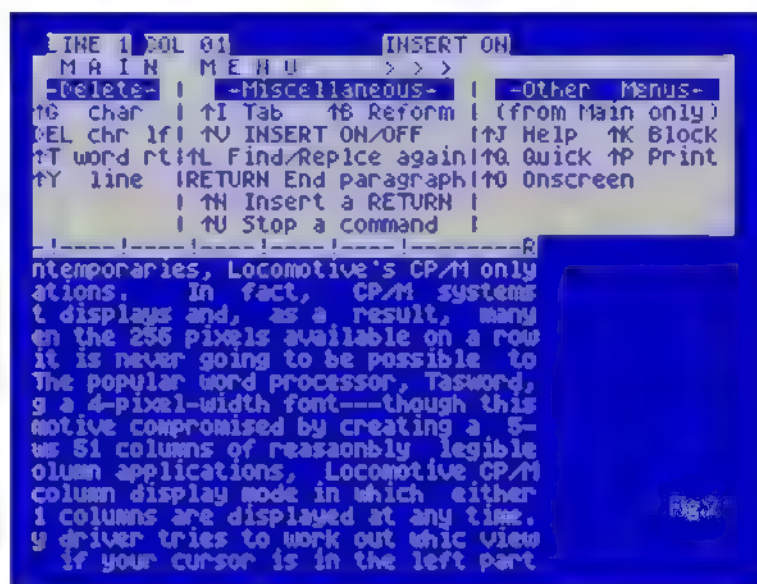 LINE 1 COL 01 INSERT ON
M A I N M E N U > > >
-Delete- | -Miscellaneous- | -Other Menus-
↑G char | ↑I Tab ↑B Reform | (from Main only)
DEL chr lf| ↑V INSERT ON/OFF |↑J Help ↑K Block
↑T word rt|↑L Find/Replce again|↑Q Quick ↑P Print
↑Y line |RETURN End paragraph|↑O Onscreen
| ↑N Insert a RETURN |
| ↑U Stop a command |
-!----!----!----!----!----!--------R
ntemporaries, Locomotive's CP/M only
ations. In fact, CP/M systems
t displays and, as a result, many
en the 256 pixels available on a row
it is never going to be possible to
The popular word processor, Tasword,
g a 4-pixel-width font---though this
motive compromised by creating a 5-
ws 51 columns of reasaonbly legible
olumn applications, Locomotive CP/M
column display mode in which either
1 columns are displayed at any time.
y driver tries to work out whic view
if your cursor is in the left part